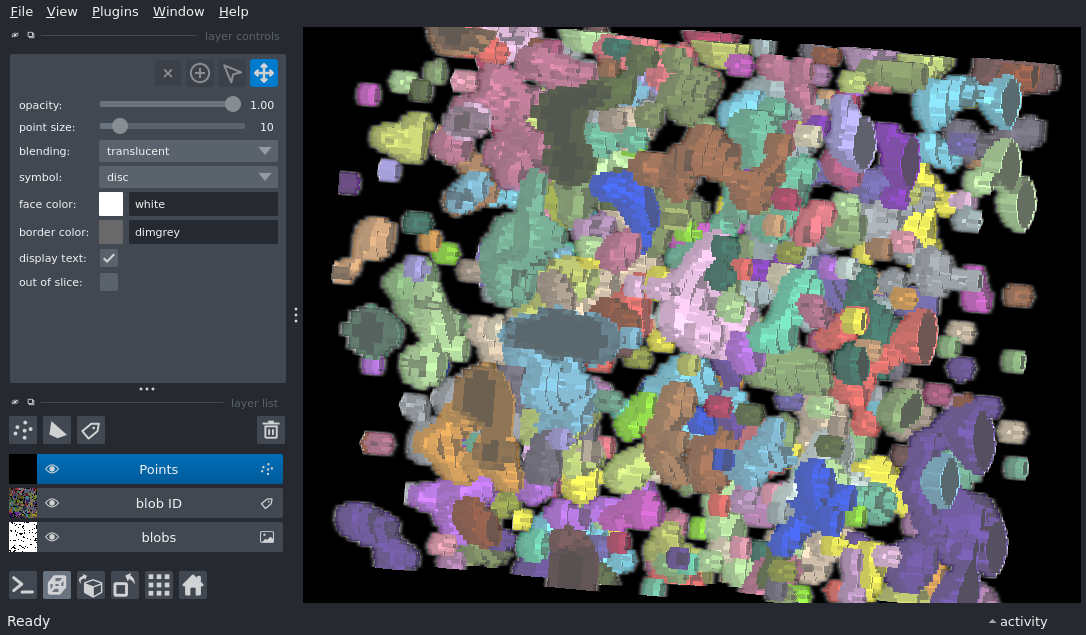 File View Plugins Window Help
layer controls
opacity: 1.00
point size: 10
blending: translucent
symbol: disc
face color: white
border color: dimgrey
display text:
out of slice:
layer list
Points
blob ID
blobs
Ready
activity